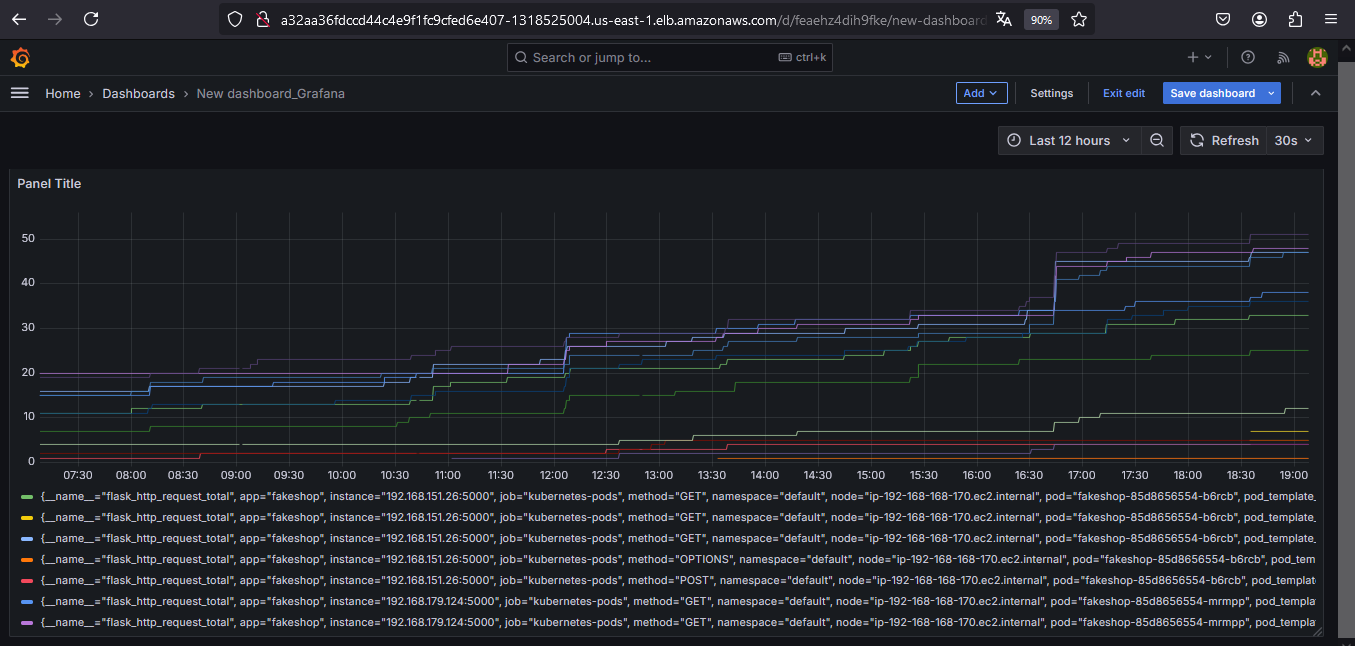 a32aa36fdccd44c4e9f1fc9cfed6e407-1318525004.us-east-1.elb.amazonaws.com/d/feaehz4dih9fke/new-dashboard 90%
Search or jump to... ctrl+k
Home › Dashboards › New dashboard_Grafana Add Settings Exit edit Save dashboard
Last 12 hours Refresh 30s
Panel Title
50
40
30
20
10
0
07:30 08:00 08:30 09:00 09:30 10:00 10:30 11:00 11:30 12:00 12:30 13:00 13:30 14:00 14:30 15:00 15:30 16:00 16:30 17:00 17:30 18:00 18:30 19:00
{__name__="flask_http_request_total", app="fakeshop", instance="192.168.151.26:5000", job="kubernetes-pods", method="GET", namespace="default", node="ip-192-168-168-170.ec2.internal", pod="fakeshop-85d8656554-b6rcb", pod_template_
{__name__="flask_http_request_total", app="fakeshop", instance="192.168.151.26:5000", job="kubernetes-pods", method="GET", namespace="default", node="ip-192-168-168-170.ec2.internal", pod="fakeshop-85d8656554-b6rcb", pod_template_
{__name__="flask_http_request_total", app="fakeshop", instance="192.168.151.26:5000", job="kubernetes-pods", method="GET", namespace="default", node="ip-192-168-168-170.ec2.internal", pod="fakeshop-85d8656554-b6rcb", pod_template_
{__name__="flask_http_request_total", app="fakeshop", instance="192.168.151.26:5000", job="kubernetes-pods", method="OPTIONS", namespace="default", node="ip-192-168-168-170.ec2.internal", pod="fakeshop-85d8656554-b6rcb", pod_tem
{__name__="flask_http_request_total", app="fakeshop", instance="192.168.151.26:5000", job="kubernetes-pods", method="POST", namespace="default", node="ip-192-168-168-170.ec2.internal", pod="fakeshop-85d8656554-b6rcb", pod_templat
{__name__="flask_http_request_total", app="fakeshop", instance="192.168.179.124:5000", job="kubernetes-pods", method="GET", namespace="default", node="ip-192-168-168-170.ec2.internal", pod="fakeshop-85d8656554-mrmpp", pod_templa
{__name__="flask_http_request_total", app="fakeshop", instance="192.168.179.124:5000", job="kubernetes-pods", method="GET", namespace="default", node="ip-192-168-168-170.ec2.internal", pod="fakeshop-85d8656554-mrmpp", pod_templa